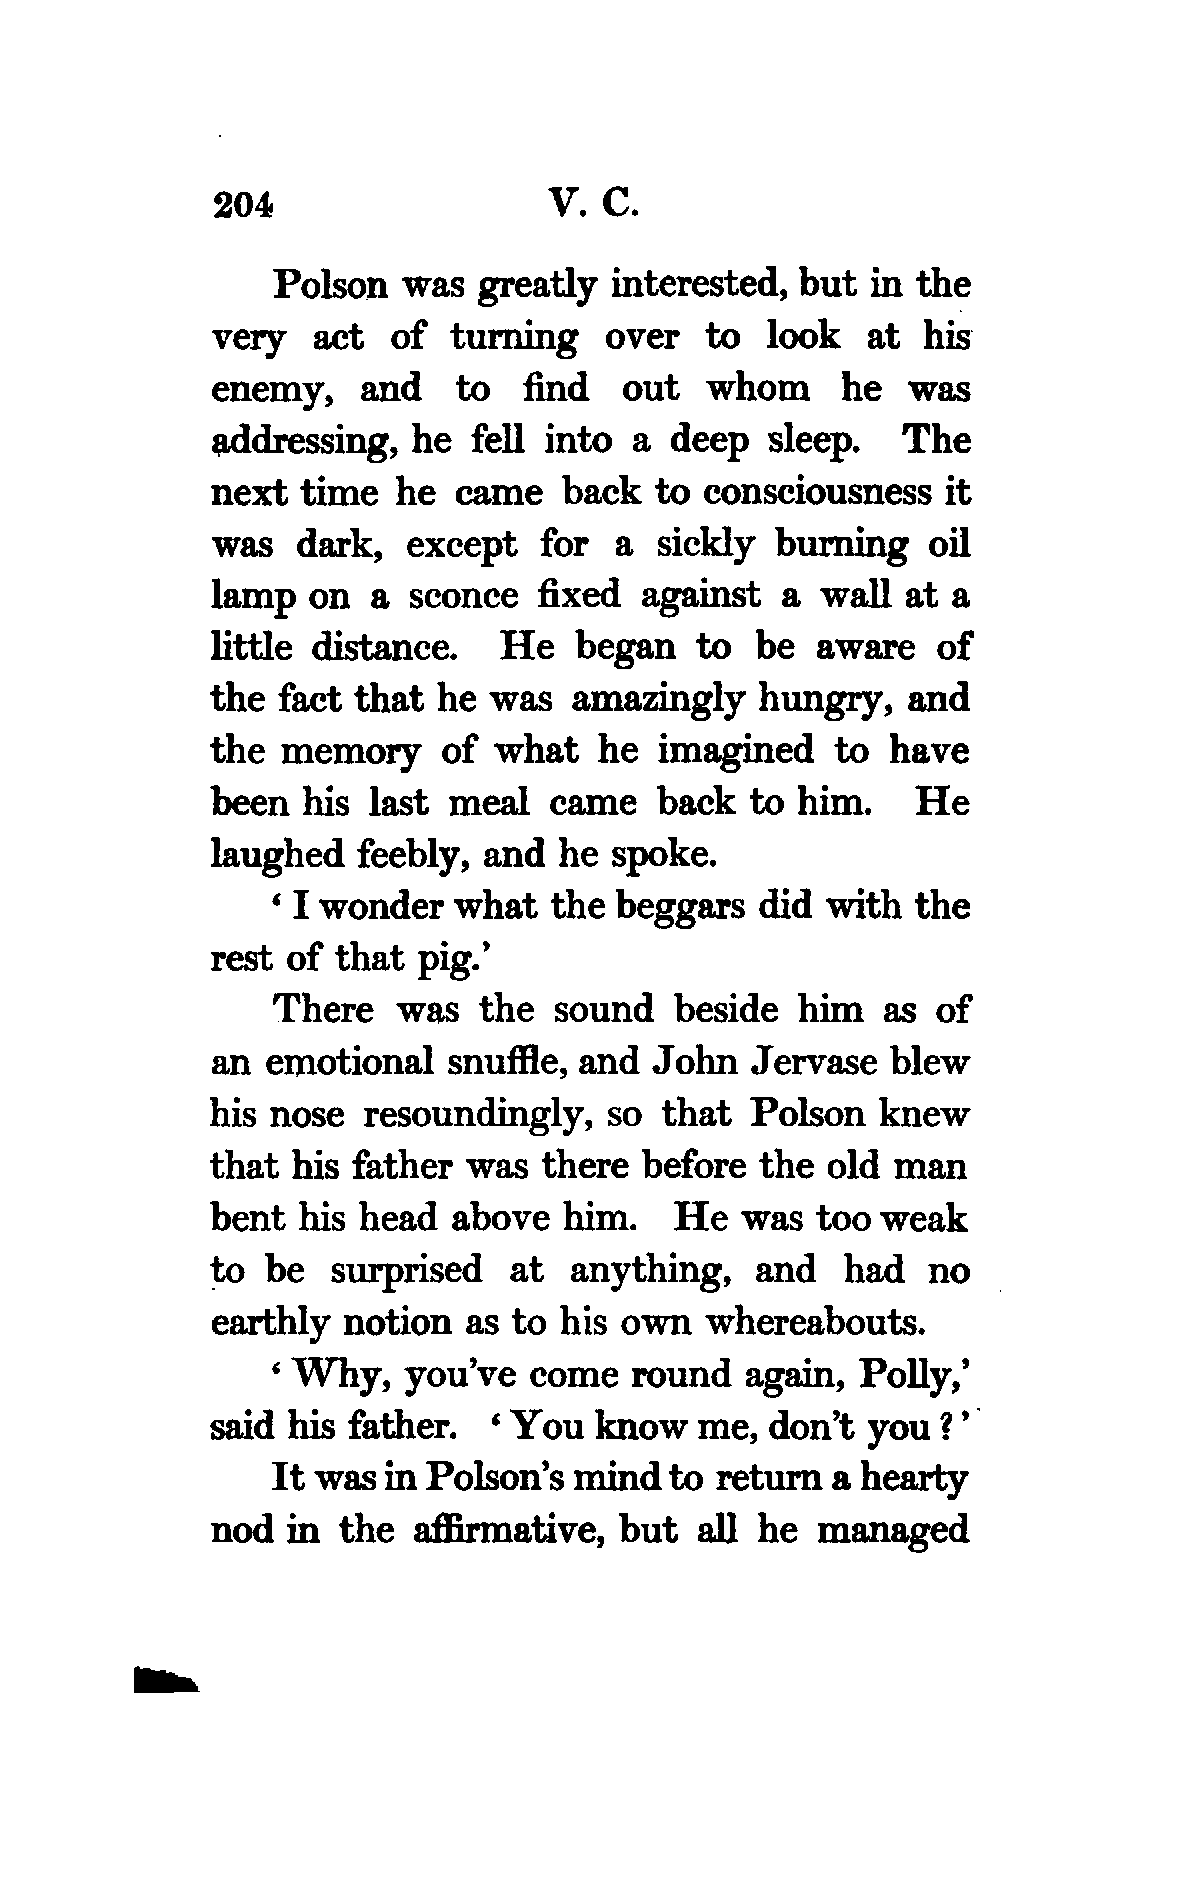 204 V. C.
Polson was greatly interested, but in the
very act of turning over to look at his
enemy, and to find out whom he was
addressing, he fell into a deep sleep. The
next time he came back to consciousness it
was dark, except for a sickly burning oil
lamp on a sconce fixed against a wall at a
little distance. He began to be aware of
the fact that he was amazingly hungry, and
the memory of what he imagined to have
been his last meal came back to him. He
laughed feebly, and he spoke.
‘ I wonder what the beggars did with the
rest of that pig.’
There was the sound beside him as of
an emotional snuffle, and John Jervase blew
his nose resoundingly, so that Polson knew
that his father was there before the old man
bent his head above him. He was too weak
to be surprised at anything, and had no
earthly notion as to his own whereabouts.
‘ Why, you’ve come round again, Polly,’
said his father. ‘ You know me, don’t you ? ’
It was in Polson’s mind to return a hearty
nod in the affirmative, but all he managed